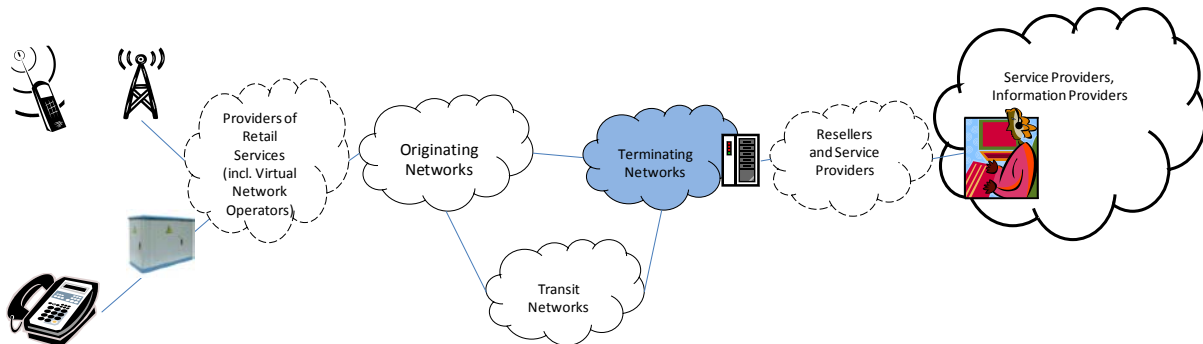 Providers of
Retail
Services
(incl. Virtual
Network
Operators)
Originating
Networks
Transit
Networks
Terminating
Networks
Resellers
and Service
Providers
Service Providers,
Information Providers